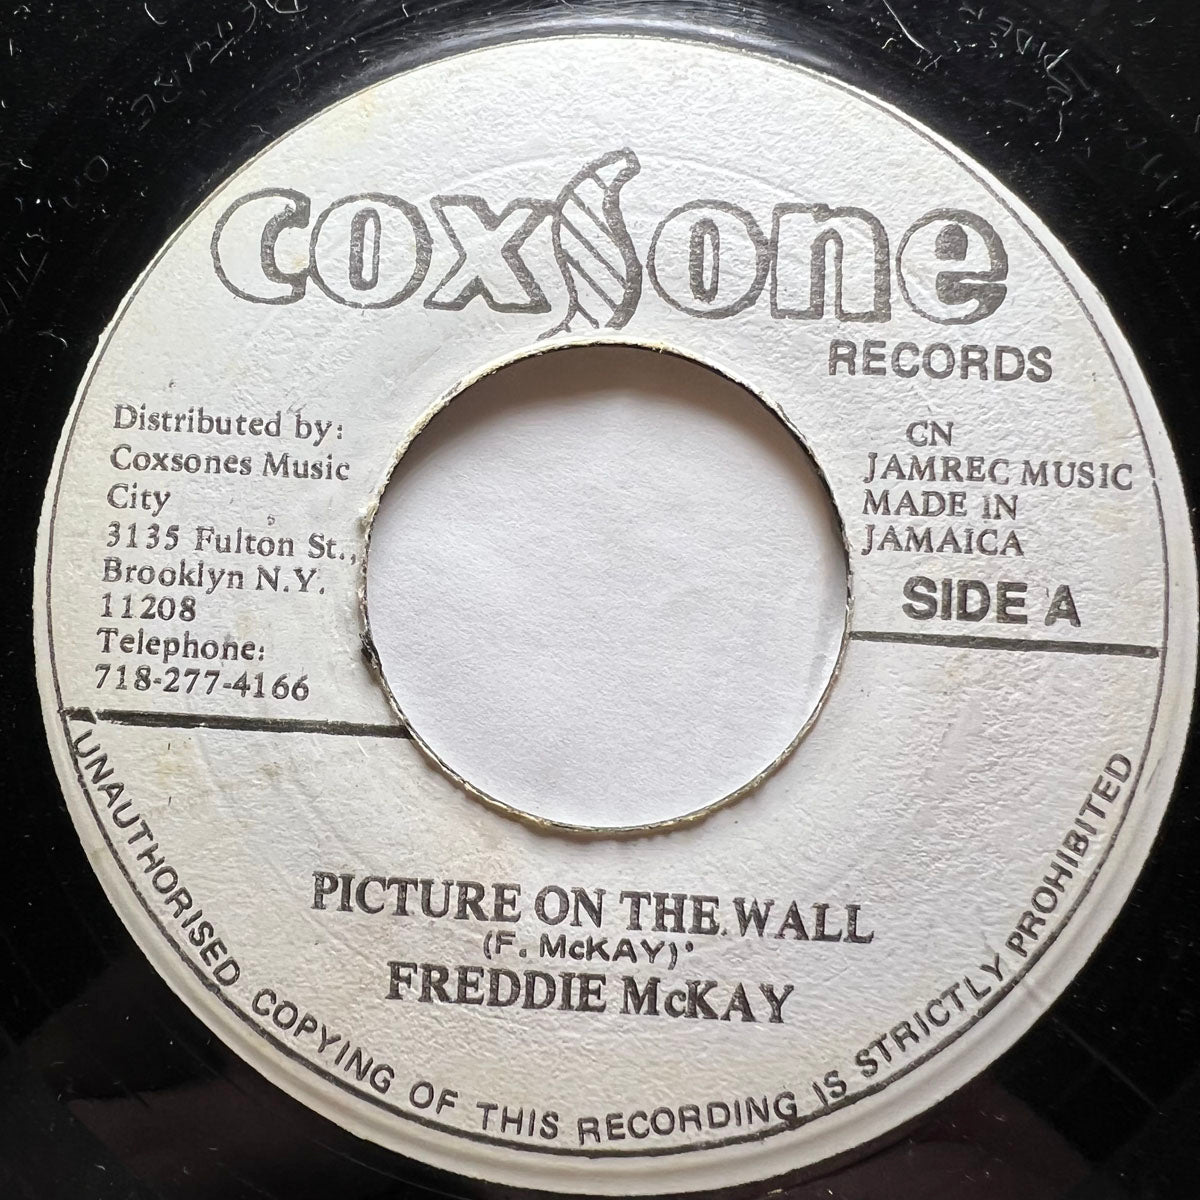 coxsone
RECORDS
Distributed by:
Coxsones Music
City
3135 Fulton St.,
Brooklyn N.Y.
11208
Telephone:
718-277-4166
CN
JAMREC MUSIC
MADE IN
JAMAICA
SIDE A
PICTURE ON THE WALL
(F. McKAY)
FREDDIE McKAY
UNAUTHORISED COPYING OF THIS RECORDING IS STRICTLY PROHIBITED